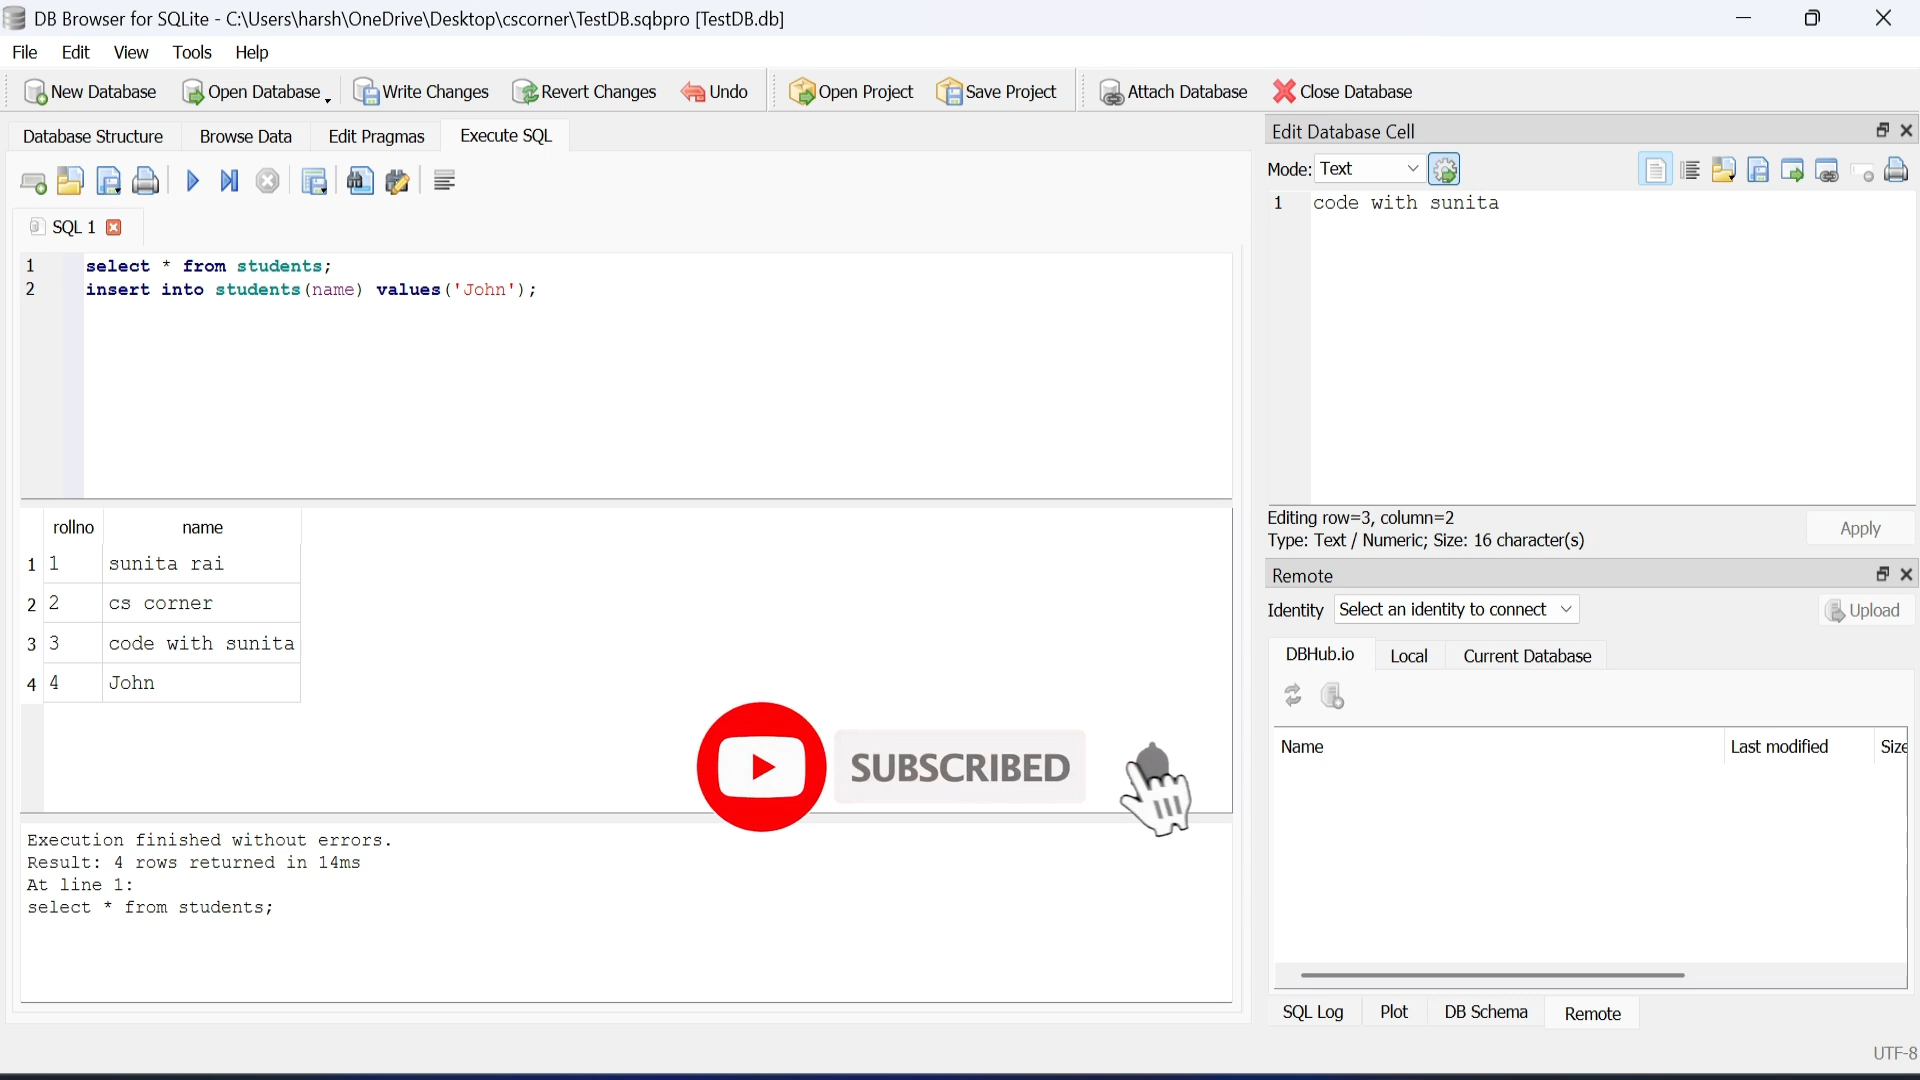 DB Browser for SQLite - C:\Users\harsh\OneDrive\Desktop\cscorner\TestDB.sqbpro [TestDB.db]
File Edit View Tools Help
New Database Open Database Write Changes Revert Changes Undo Open Project Save Project Attach Database Close Database
Database Structure Browse Data Edit Pragmas Execute SQL
SQL 1
1 select * from students;
2 insert into students(name) values('John');
rollno name
1 1 sunita rai
2 2 cs corner
3 3 code with sunita
4 4 John
SUBSCRIBED
Execution finished without errors.
Result: 4 rows returned in 14ms
At line 1:
select * from students;
Edit Database Cell
Mode: Text
1 code with sunita
Editing row=3, column=2
Type: Text / Numeric; Size: 16 character(s)
Apply
Remote
Identity Select an identity to connect Upload
DBHub.io Local Current Database
Name Last modified Size
SQL Log Plot DB Schema Remote
UTF-8